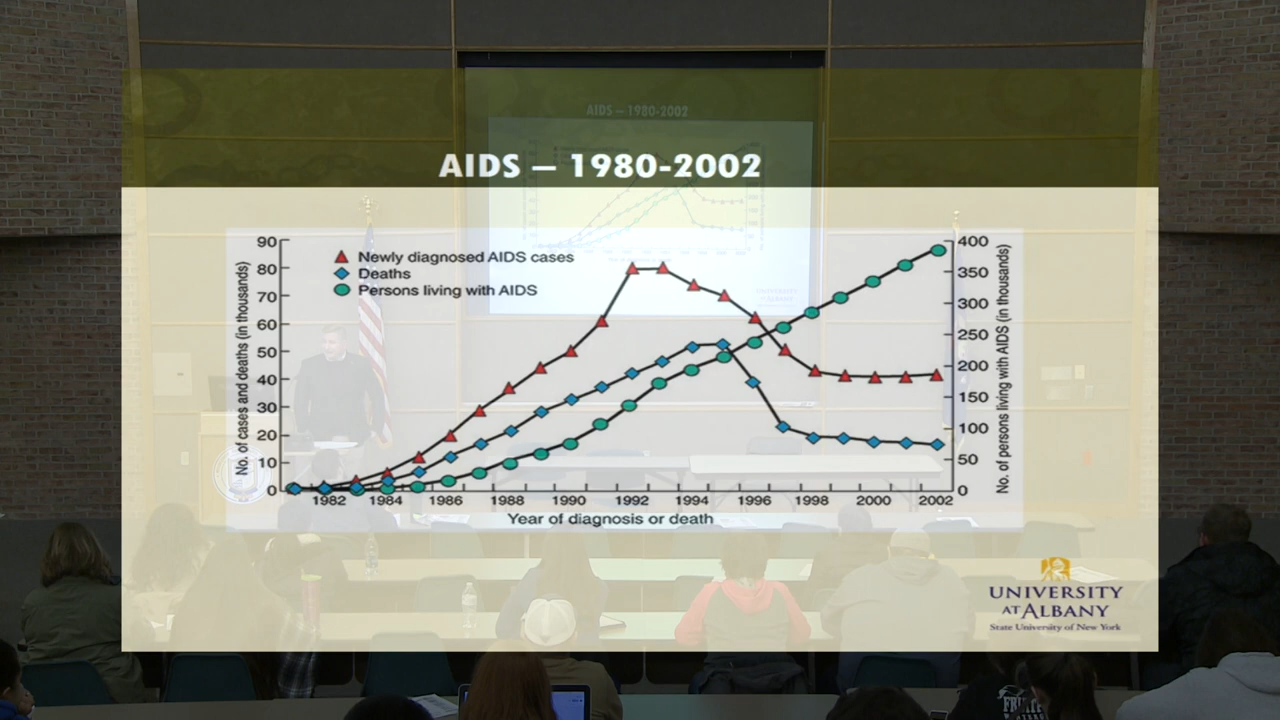 AIDS – 1980-2002
AIDS – 1980-2002
Newly diagnosed AIDS cases
Deaths
Persons living with AIDS
No. of cases and deaths (in thousands)
90
80
70
60
50
40
30
20
10
0
400
350
300
250
200
150
100
50
0
No. of persons living with AIDS (in thousands)
1982 1984 1986 1988 1990 1992 1994 1996 1998 2000 2002
Year of diagnosis or death
UNIVERSITY
AT ALBANY
State University of New York